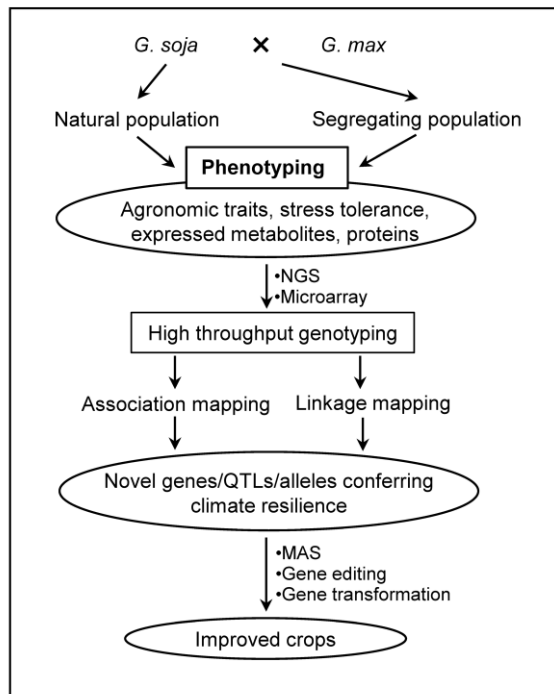 G. soja × G. max
Natural population
Segregating population
Phenotyping
Agronomic traits, stress tolerance,
expressed metabolites, proteins
•NGS
•Microarray
High throughput genotyping
Association mapping
Linkage mapping
Novel genes/QTLs/alleles conferring
climate resilience
•MAS
•Gene editing
•Gene transformation
Improved crops